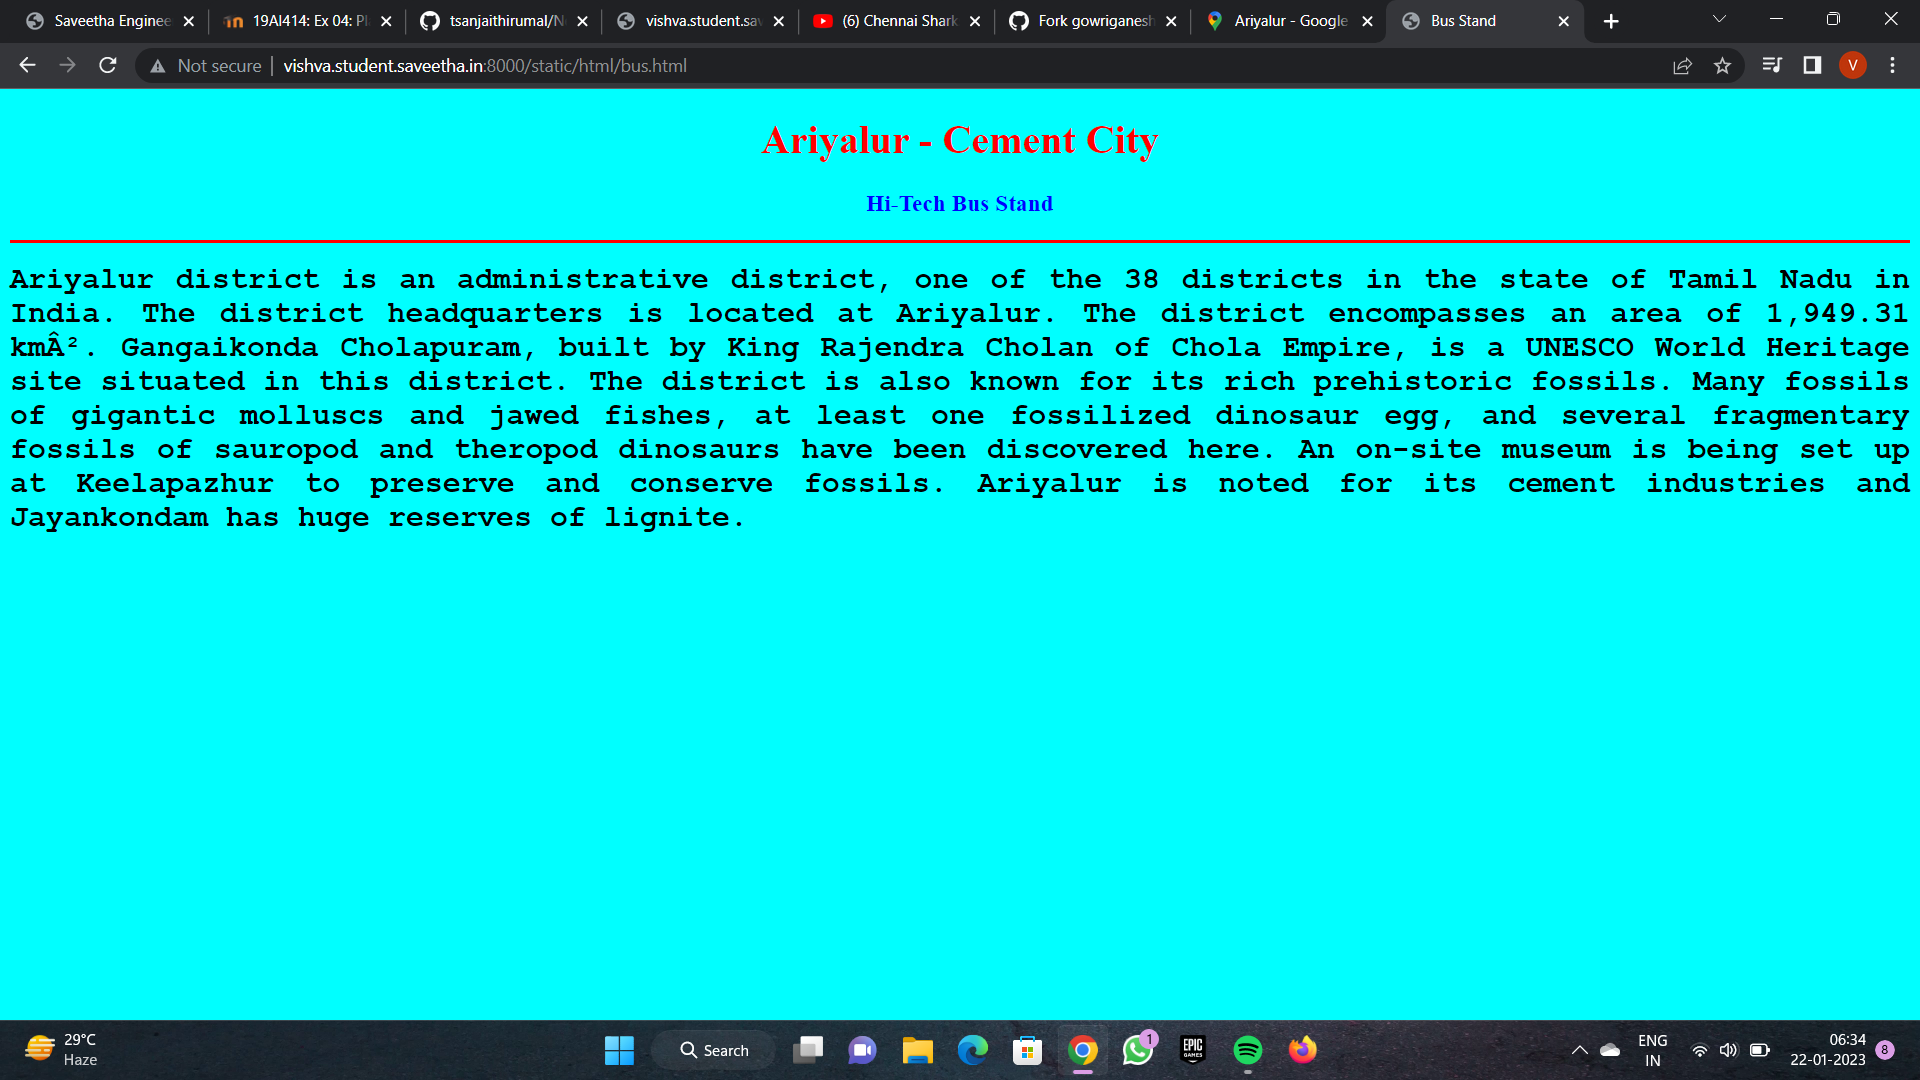 Saveetha Enginee
19AI414: Ex 04: Pl
tsanjaithirumal/N
vishva.student.sav
(6) Chennai Shark
Fork gowriganesh
Ariyalur - Google
Bus Stand
Not secure
vishva.student.saveetha.in:8000/static/html/bus.html
V
Ariyalur - Cement City
Hi-Tech Bus Stand
Ariyalur district is an administrative district, one of the 38 districts in the state of Tamil Nadu in
India. The district headquarters is located at Ariyalur. The district encompasses an area of 1,949.31
kmÂ². Gangaikonda Cholapuram, built by King Rajendra Cholan of Chola Empire, is a UNESCO World Heritage
site situated in this district. The district is also known for its rich prehistoric fossils. Many fossils
of gigantic molluscs and jawed fishes, at least one fossilized dinosaur egg, and several fragmentary
fossils of sauropod and theropod dinosaurs have been discovered here. An on-site museum is being set up
at Keelapazhur to preserve and conserve fossils. Ariyalur is noted for its cement industries and
Jayankondam has huge reserves of lignite.
29°C
Haze
Search
1
EPIC
GAMES
ENG
IN
06:34
22-01-2023
8